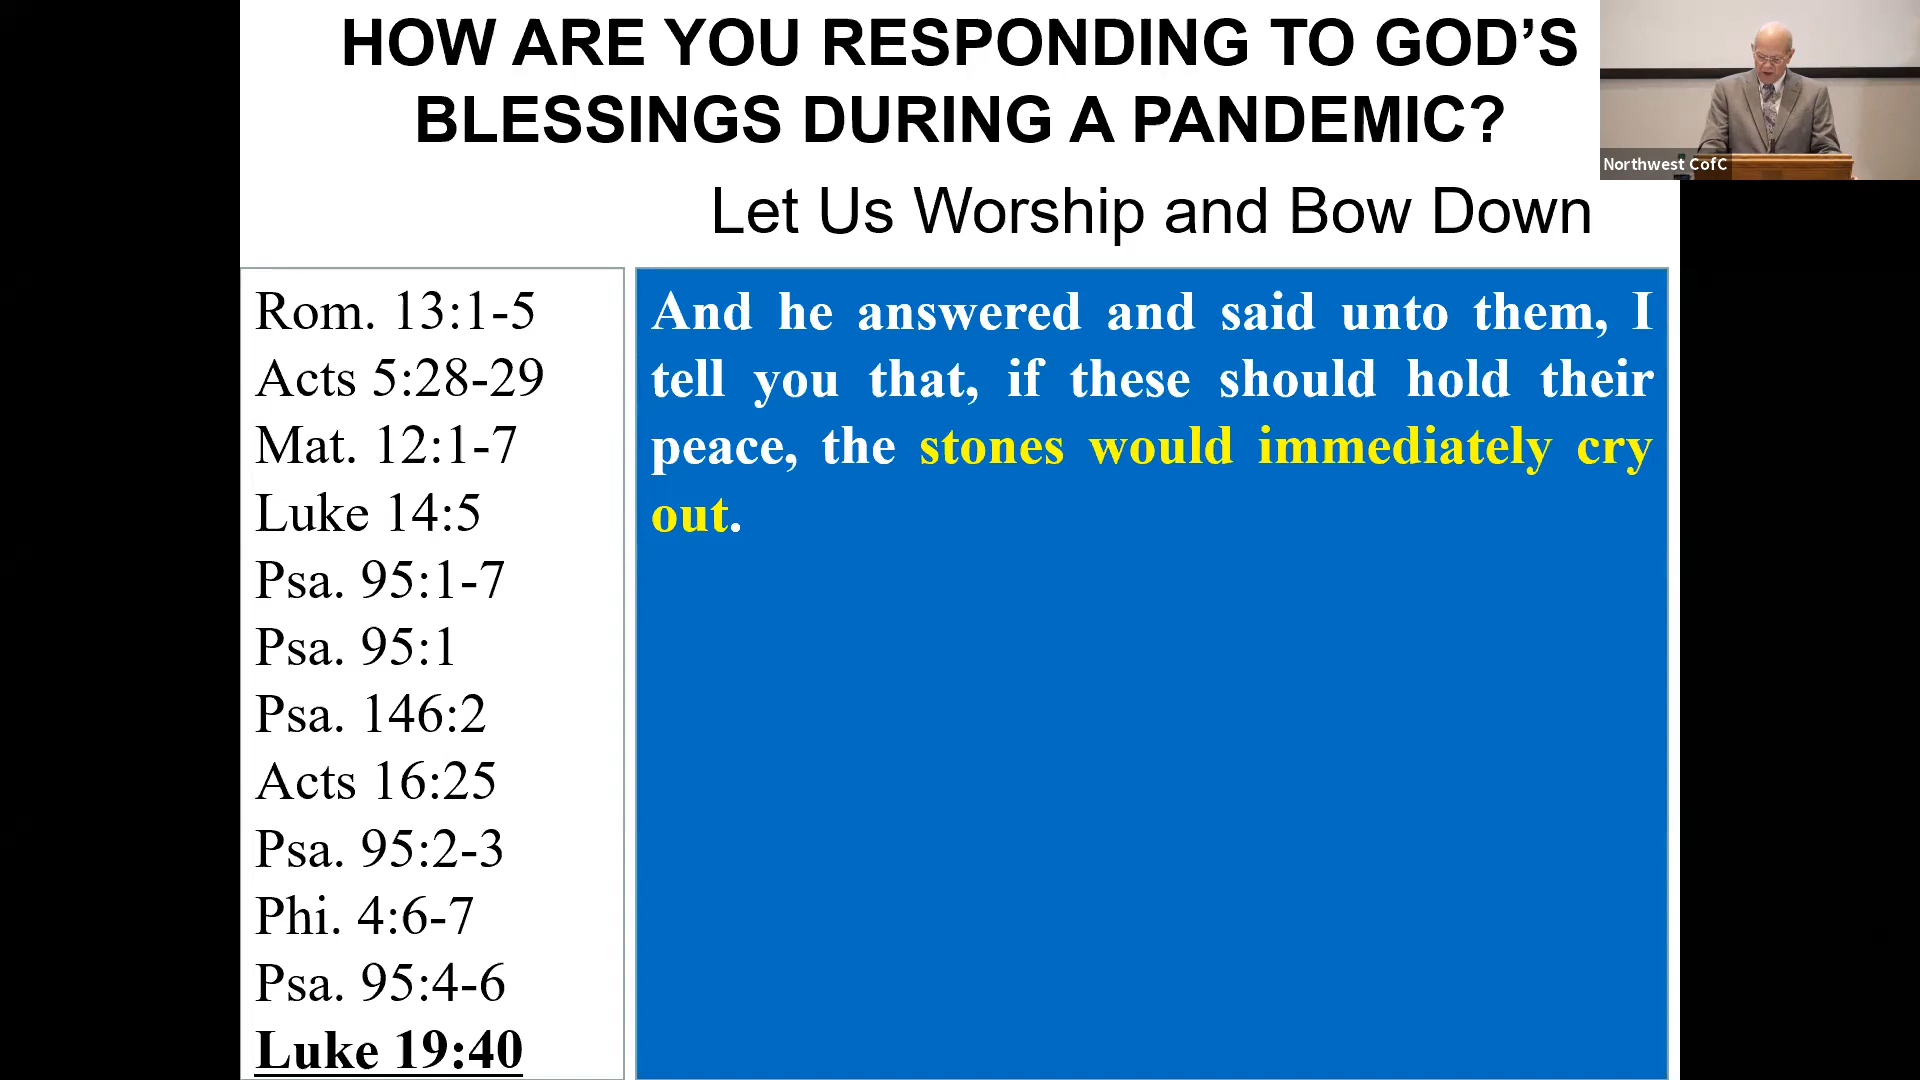 HOW ARE YOU RESPONDING TO GOD’S
BLESSINGS DURING A PANDEMIC?
Northwest CofC
Let Us Worship and Bow Down
Rom. 13:1-5
Acts 5:28-29
Mat. 12:1-7
Luke 14:5
Psa. 95:1-7
Psa. 95:1
Psa. 146:2
Acts 16:25
Psa. 95:2-3
Phi. 4:6-7
Psa. 95:4-6
Luke 19:40
And he answered and said unto them, I
tell you that, if these should hold their
peace, the stones would immediately cry
out.